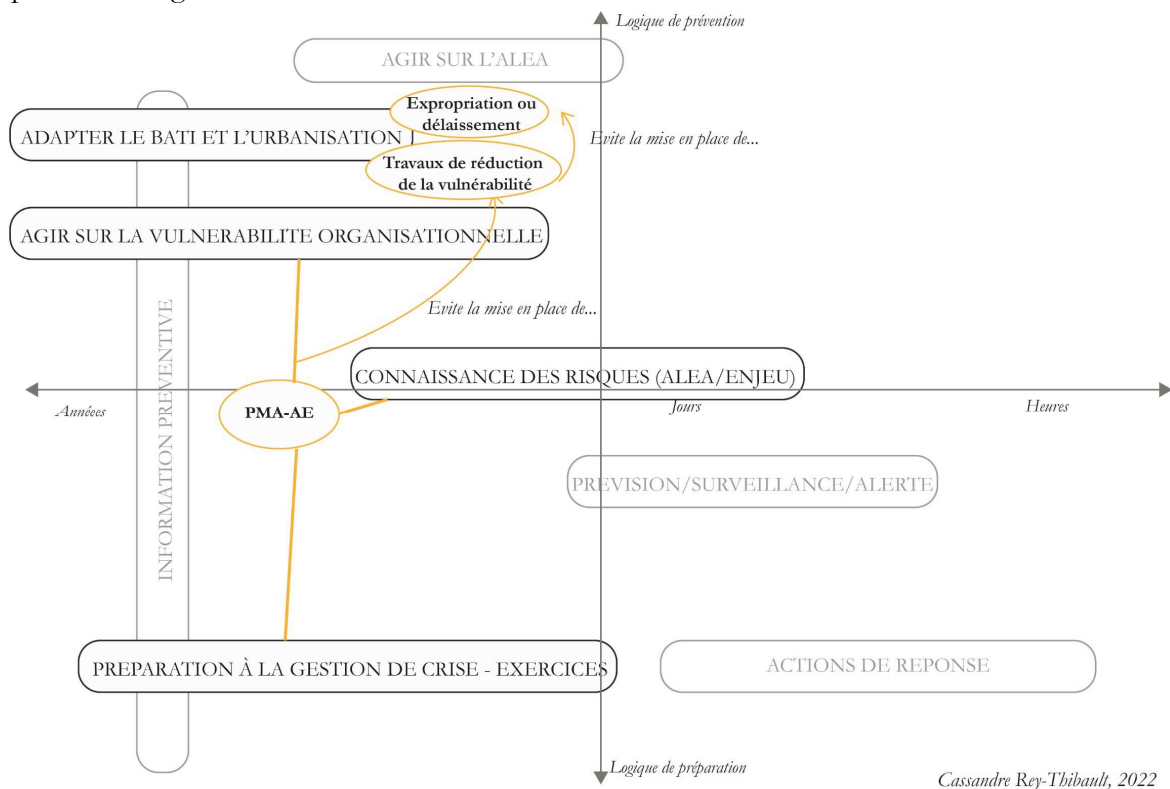 Logique de prévention
AGIR SUR L'ALEA
Expropriation ou
délaissement
ADAPTER LE BATI ET L'URBANISATION
Evite la mise en place de...
Travaux de réduction
de la vulnérabilité
AGIR SUR LA VULNERABILITE ORGANISATIONNELLE
Evite la mise en place de...
INFORMATION PREVENTIVE
CONNAISSANCE DES RISQUES (ALEA/ENJEU)
PMA-AE
Annéees
Jours
Heures
PREVISION/SURVEILLANCE/ALERTE
PREPARATION À LA GESTION DE CRISE - EXERCICES
ACTIONS DE REPONSE
Logique de préparation
Cassandre Rey-Thibault, 2022